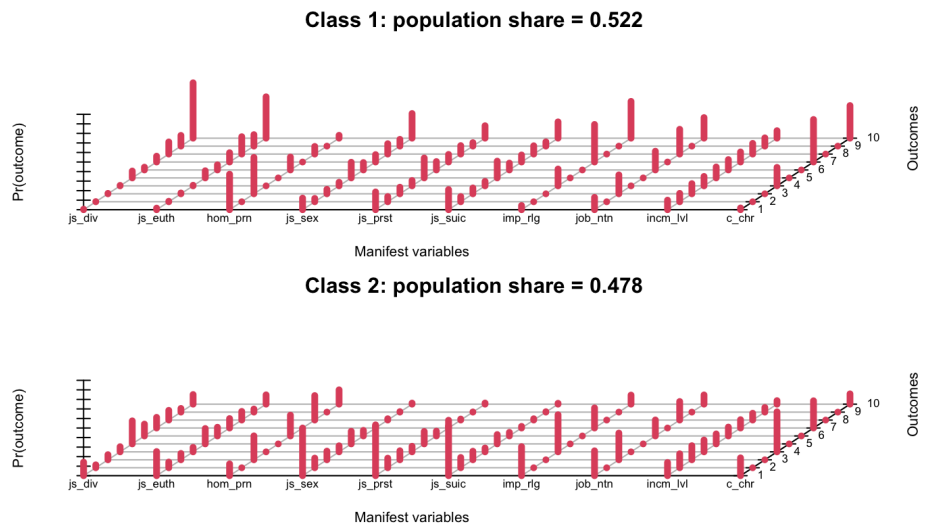 Class 1: population share = 0.522
Pr(outcome)
Outcomes
10
9
8
7
6
5
4
3
2
1
js_div js_euth hom_prn js_sex js_prst js_suic imp_rlg job_ntn incm_lvl c_chr
Manifest variables
Class 2: population share = 0.478
Pr(outcome)
Outcomes
10
9
8
7
6
5
4
3
2
1
js_div js_euth hom_prn js_sex js_prst js_suic imp_rlg job_ntn incm_lvl c_chr
Manifest variables